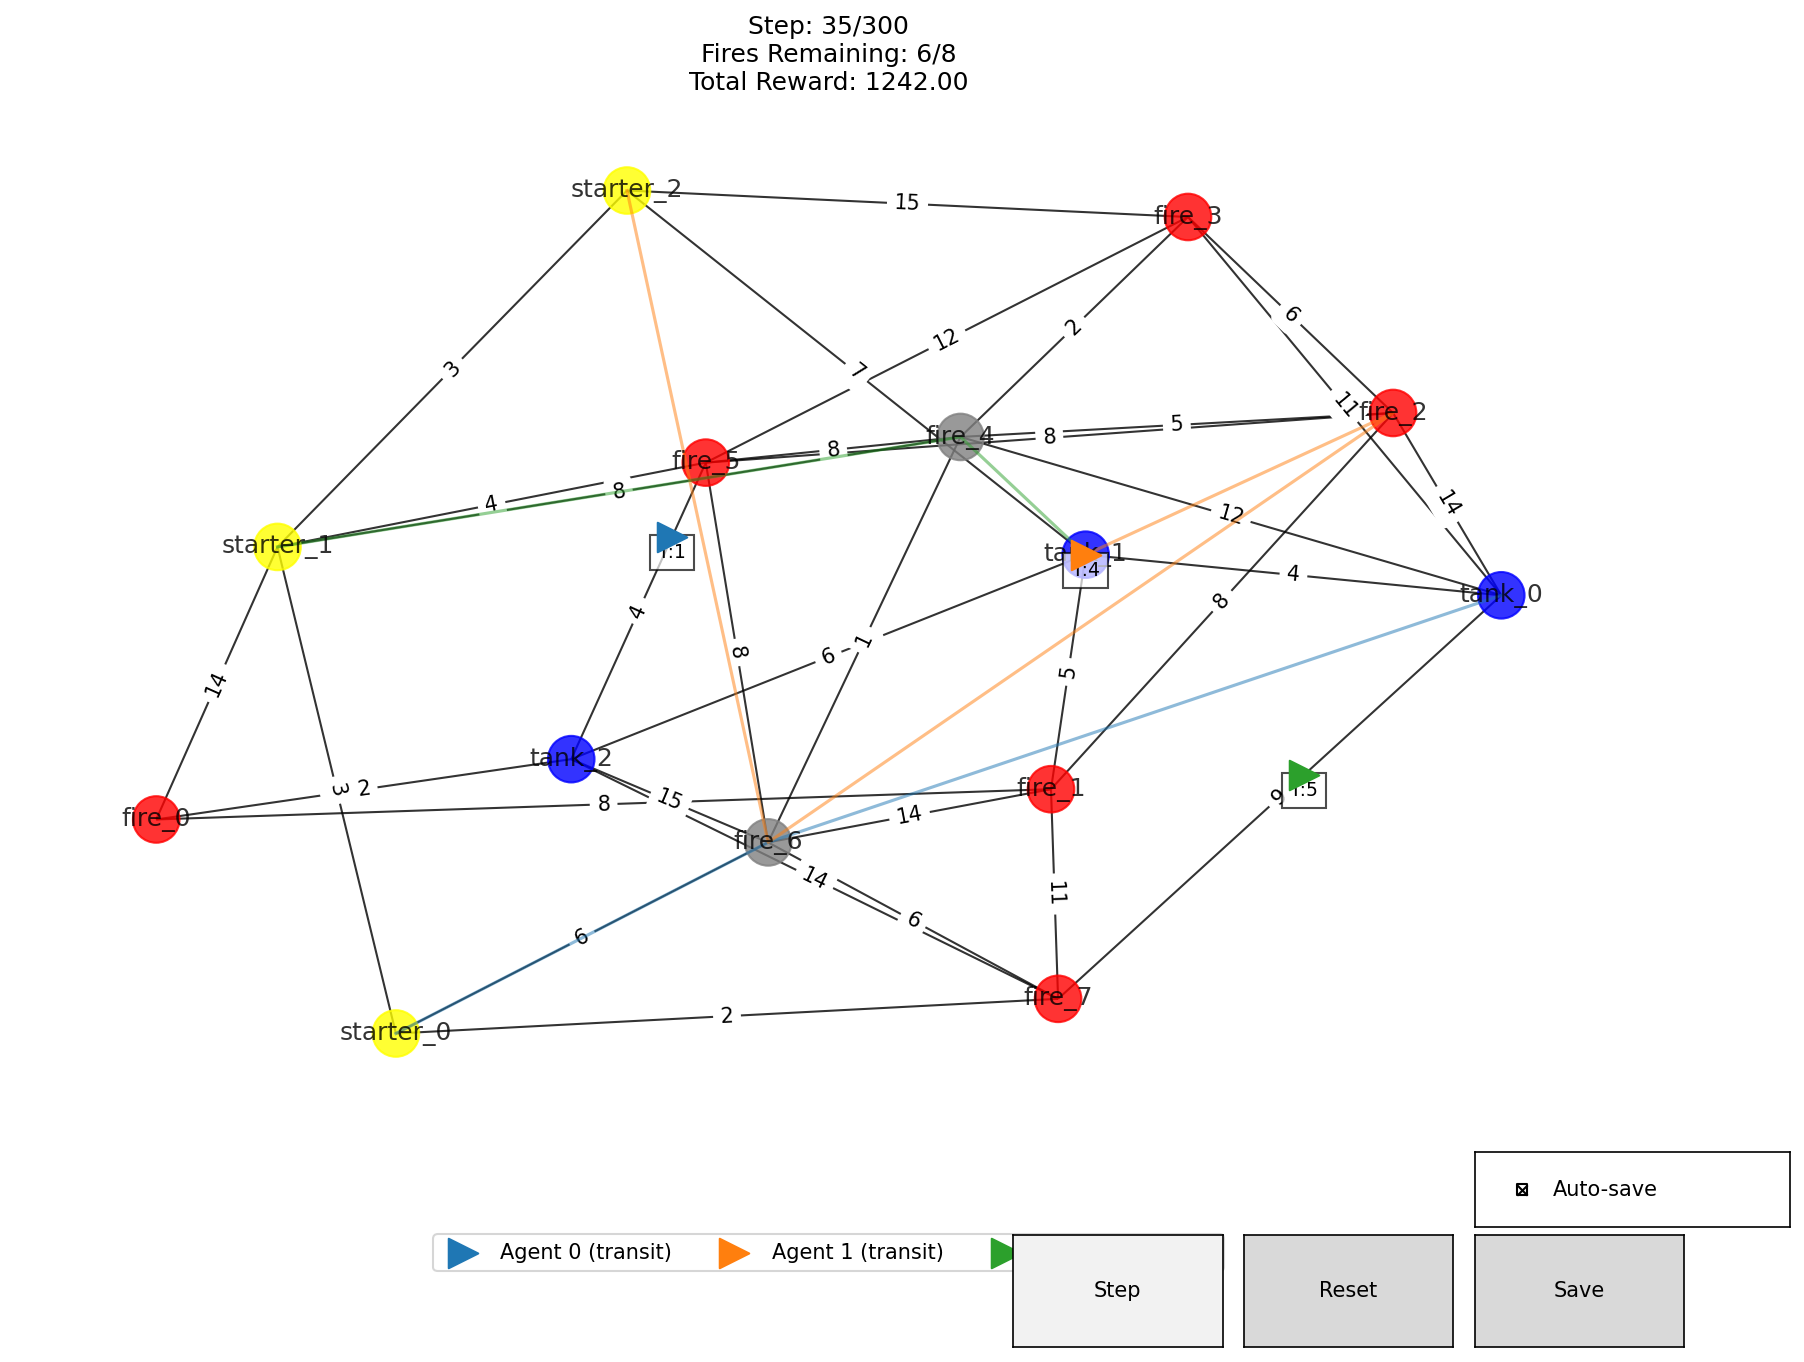 Step: 35/300
Fires Remaining: 6/8
Total Reward: 1242.00
starter_2
15
fire_3
6
2
12
3
7
11
fire_2
5
8
8
fire_4
fire_5
8
4
14
12
starter_1
T:1
tank_1
T:4
4
tank_0
8
4
8
6
1
5
14
tank_2
2
3
15
fire_1
T:5
9
8
14
fire_0
fire_6
14
11
6
6
fire_7
2
starter_0
Auto-save
Agent 0 (transit)
Agent 1 (transit)
Step
Reset
Save